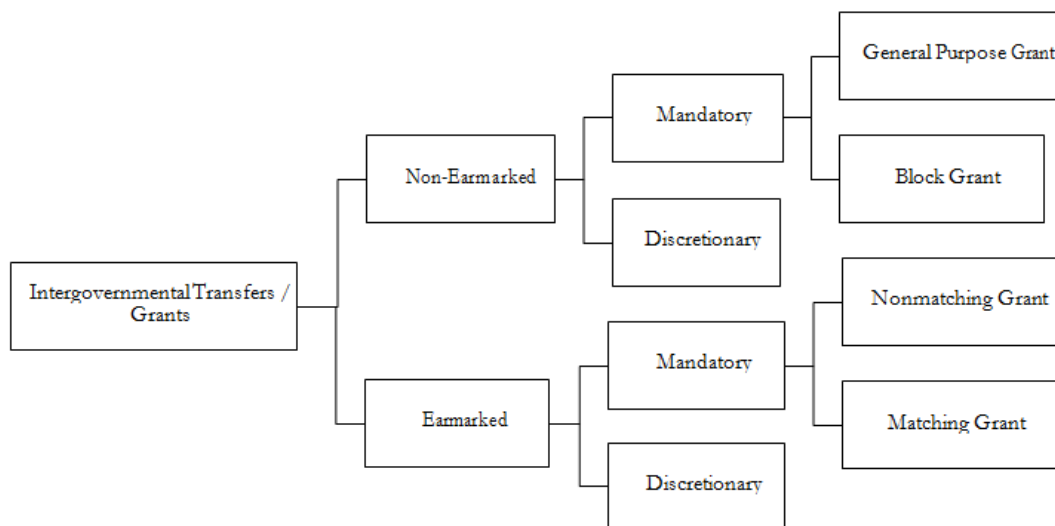 General Purpose Grant
Mandatory
Non-Earmarked
Block Grant
Discretionary
Intergovernmental Transfers /
Grants
Nonmatching Grant
Mandatory
Earmarked
Matching Grant
Discretionary